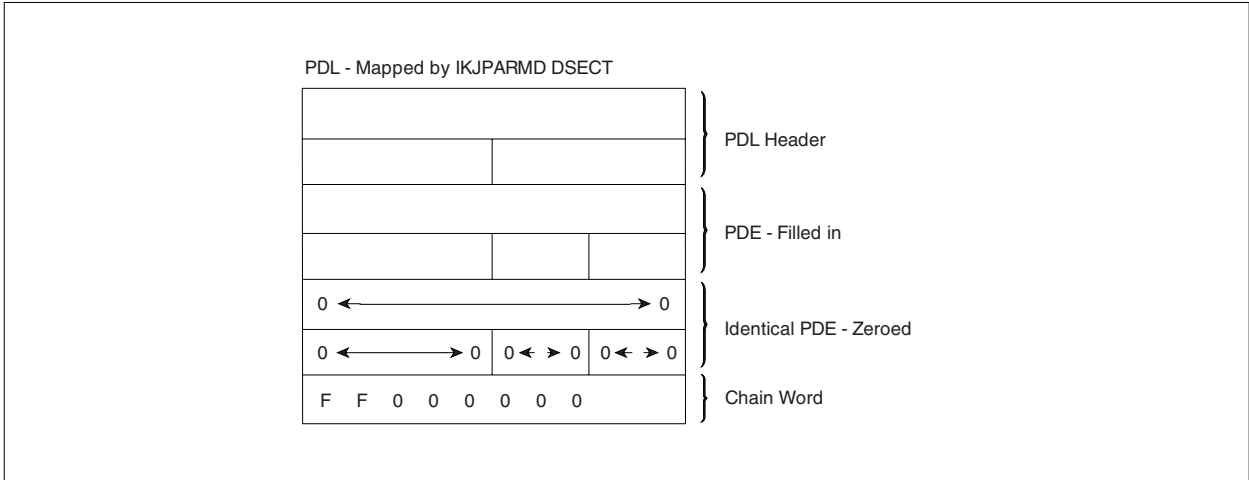 PDL - Mapped by IKJPARMD DSECT
PDL Header
PDE - Filled in
0 0
Identical PDE - Zeroed
0 0 0 0 0 0
F F 0 0 0 0 0 0
Chain Word